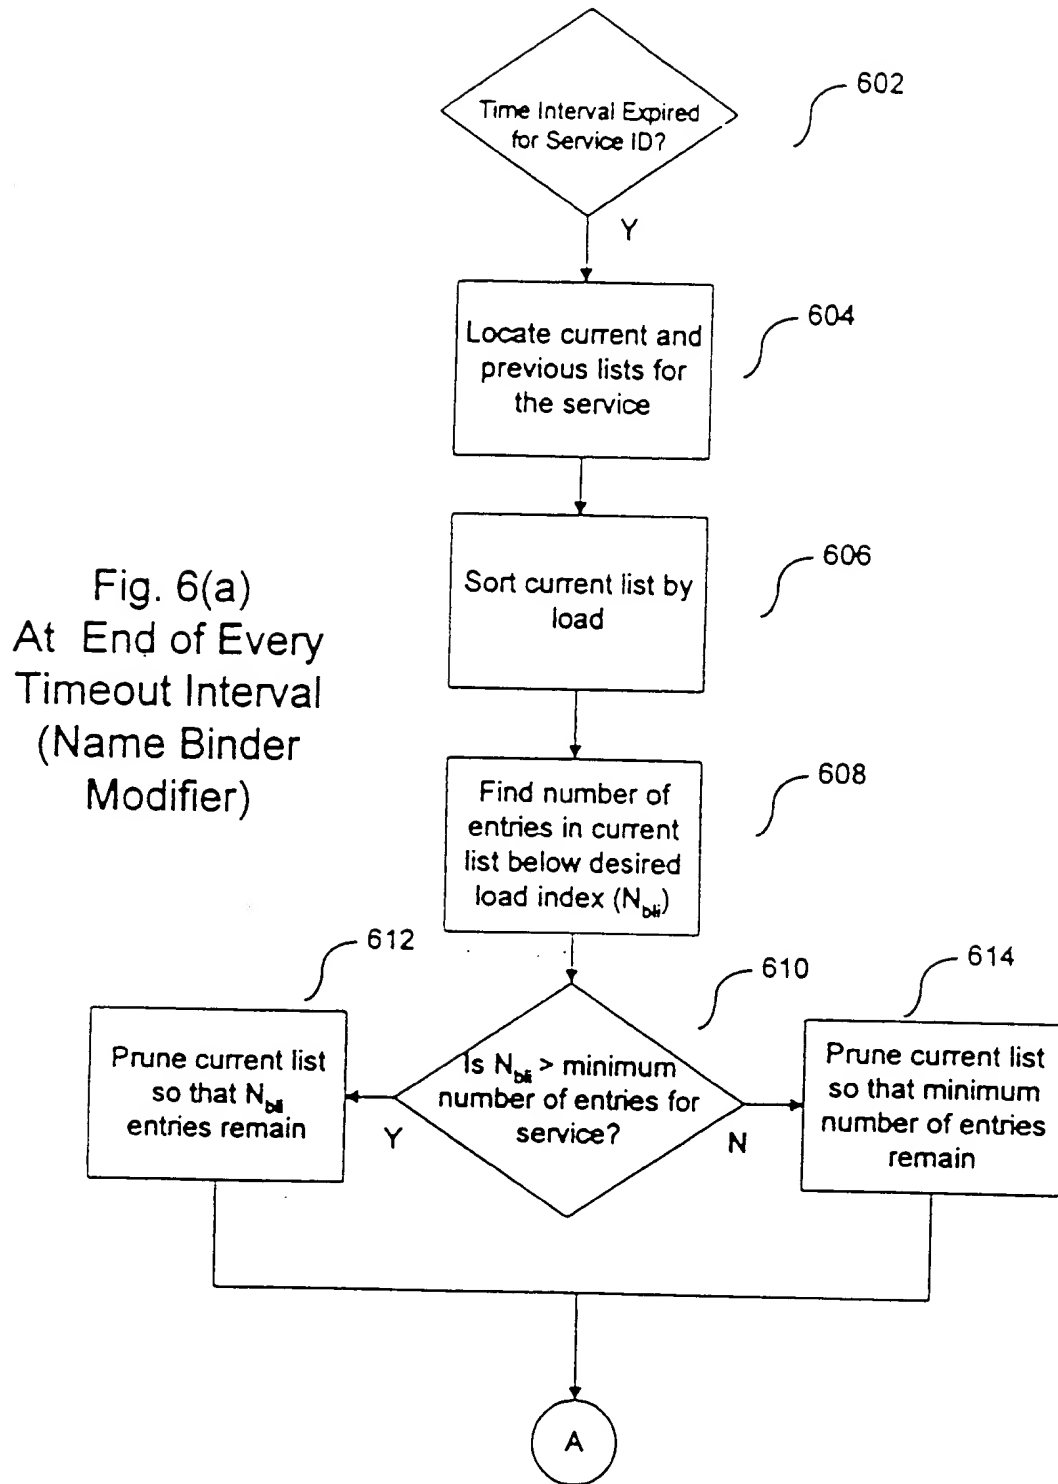 Time Interval Expired
for Service ID?
602
Y
Locate current and
previous lists for
the service
604
Sort current list by
load
606
Fig. 6(a)
At End of Every
Timeout Interval
(Name Binder
Modifier)
Find number of
entries in current
list below desired
load index (Nbli)
608
612
Prune current list
so that Nbli
entries remain
610
Is Nbli > minimum
number of entries for
service?
Y
N
614
Prune current list
so that minimum
number of entries
remain
A